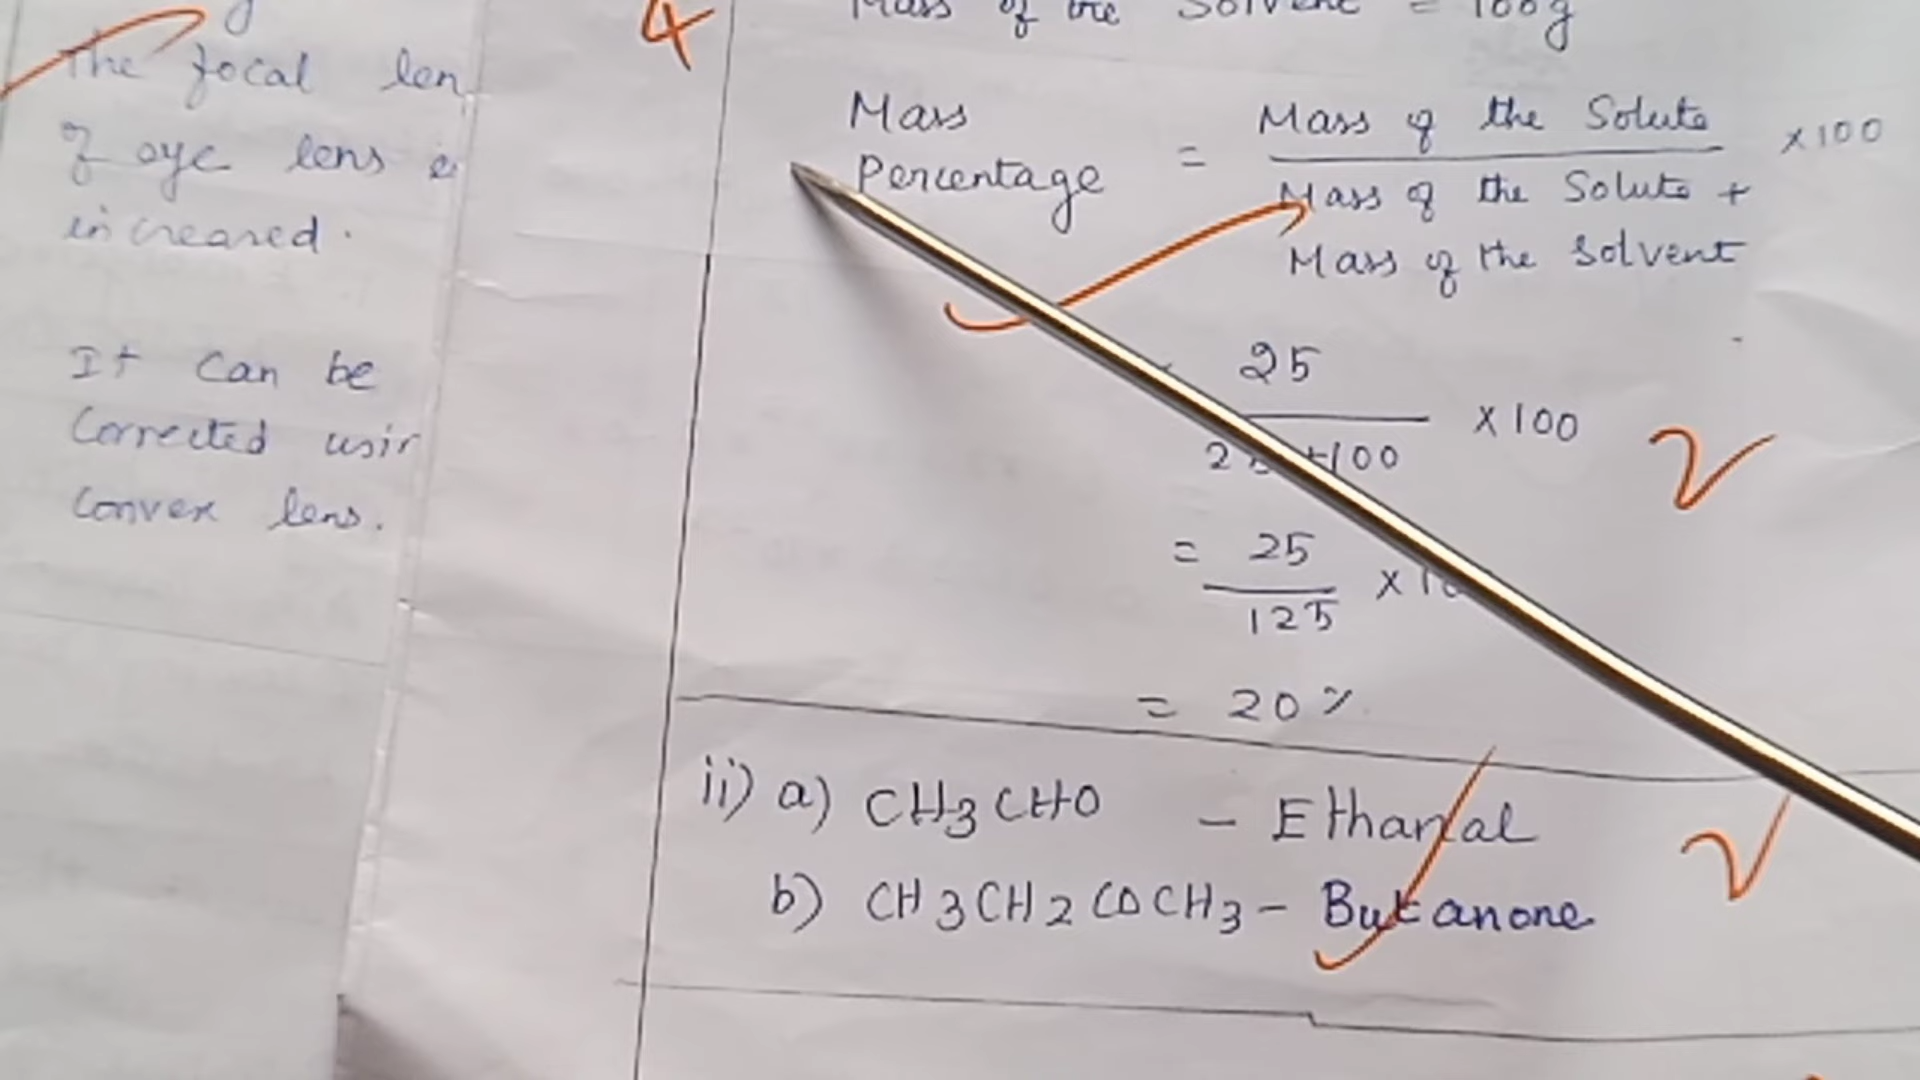 The focal len
of eye lens is
increased.
It can be
Corrected usin
Convex lens.
4
Mass of the Solvent = 100g
Mass Percentage = Mass of the Solute × 100
Mass of the Solute +
Mass of the Solvent
25
25+100 × 100
= 25
125 × 10
= 20%
ii) a) CH3CHO - Ethanal
b) CH3CH2COCH3 - Butanone